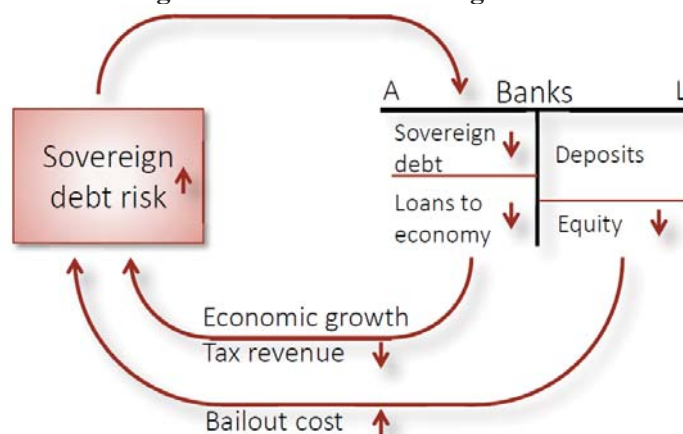 A Banks L
Sovereign
debt risk
Sovereign
debt
Deposits
Loans to
economy
Equity
Economic growth
Tax revenue
Bailout cost